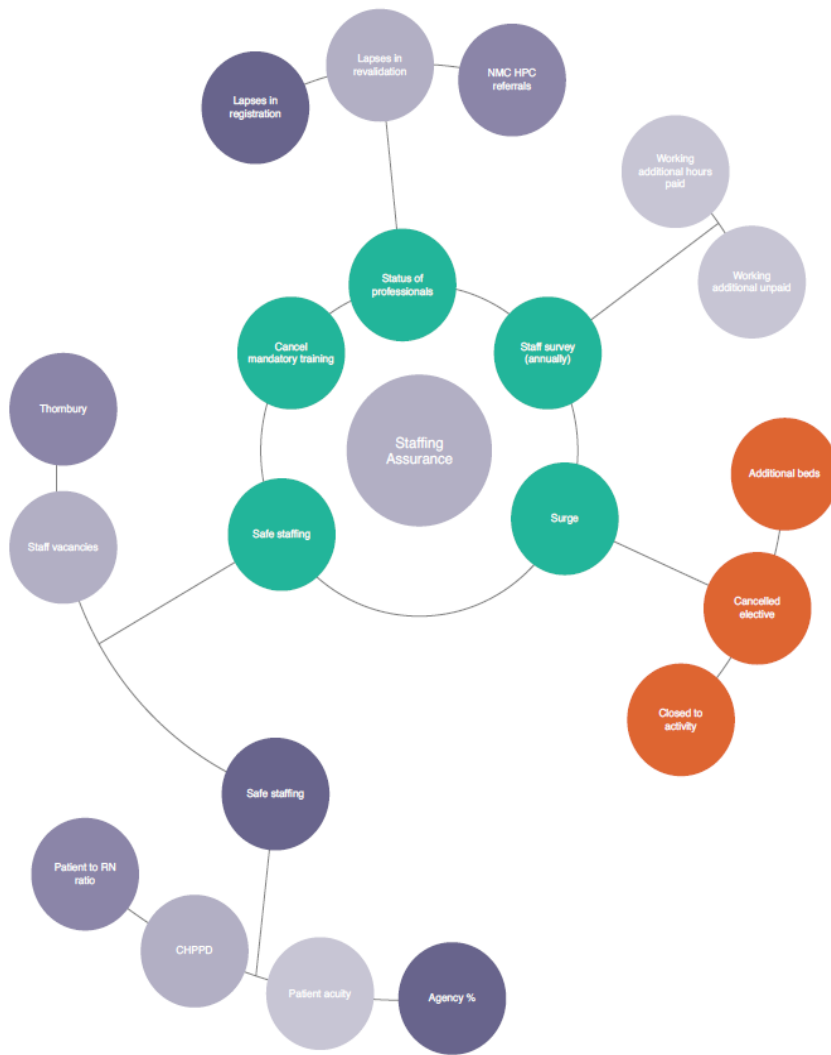 Lapses in
revalidation
NMC HPC
referrals
Lapses in
registration
Working
additional hours
paid
Working
additional unpaid
Status of
professionals
Cancel
mandatory training
Staff survey
(annually)
Thornbury
Staffing
Assurance
Additional beds
Staff vacancies
Safe staffing
Surge
Cancelled
elective
Closed to
activity
Safe staffing
Patient to RN
ratio
CHPPD
Patient acuity
Agency %